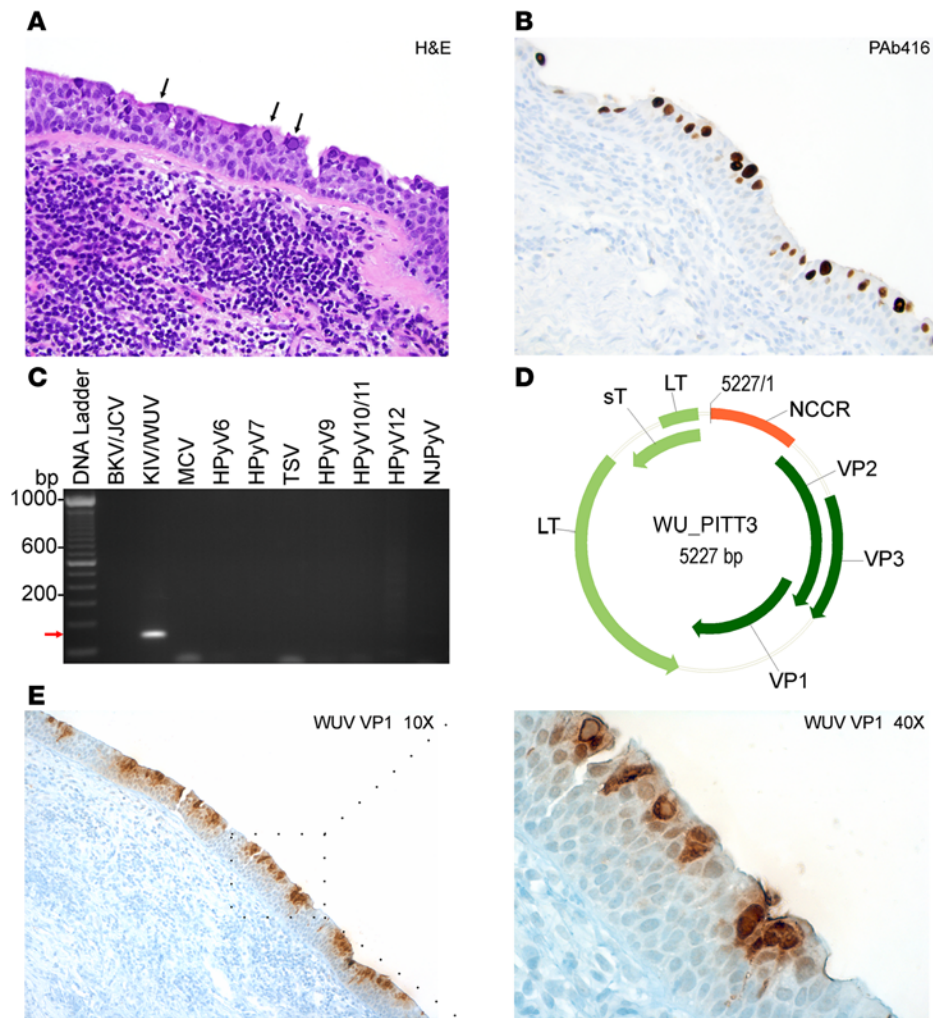 A
H&E
B
PAb416
C
DNA Ladder
BKV/JCV
KIV/WUV
MCV
HPyV6
HPyV7
TSV
HPyV9
HPyV10/11
HPyV12
NJPyV
bp
1000
600
200
D
5227/1
LT
sT
NCCR
VP2
LT
WU_PITT3
5227 bp
VP3
VP1
E
WUV VP1 10X
WUV VP1 40X